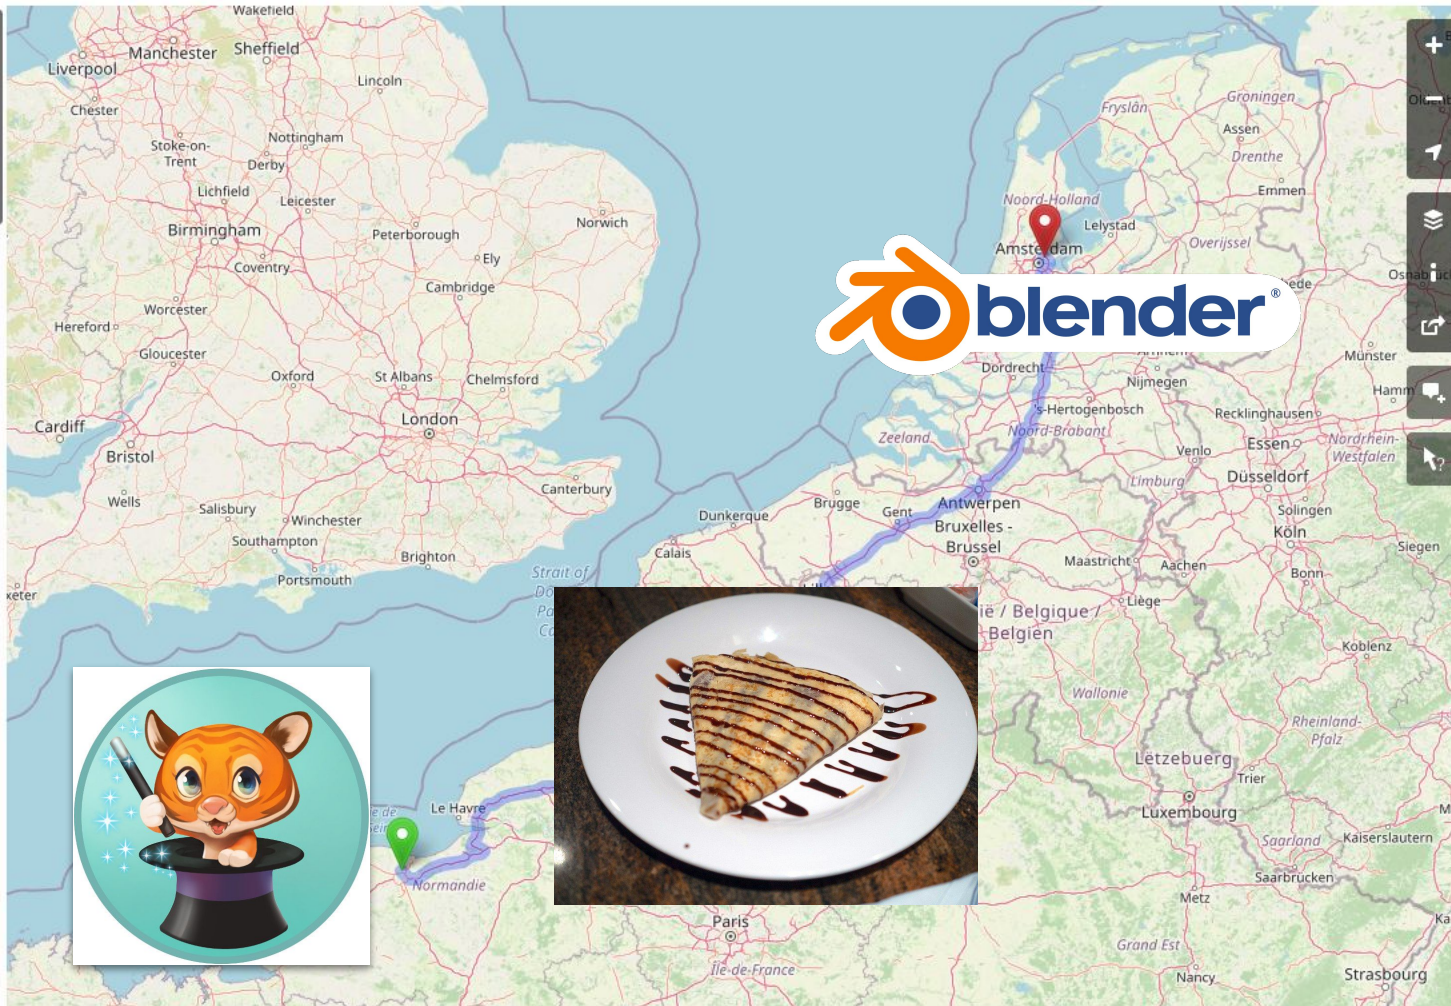 Wakefield
Manchester
Sheffield
Liverpool
Lincoln
Chester
Fryslân
Groningen
Nottingham
Assen
Stoke-on-
Trent
Derby
Drenthe
Lichfield
Leicester
Emmen
Noord-Holland
Norwich
Lelystad
Birmingham
Peterborough
Amsterdam
Overijssel
Coventry
Ely
Cambridge
Worcester
Hereford
blender®
Gloucester
Oxford
St Albans
Chelmsford
Dordrecht
Nijmegen
Münster
Hamm
London
's-Hertogenbosch
Recklinghausen
Cardiff
Zeeland
Noord-Brabant
Essen
Nordrhein-
Westfalen
Bristol
Venlo
Düsseldorf
Wells
Canterbury
Limburg
Salisbury
Winchester
Dunkerque
Brugge
Gent
Antwerpen
Solingen
Southampton
Bruxelles -
Brussel
Köln
Brighton
Calais
Maastricht
Aachen
Siegen
Portsmouth
Strait of
Bonn
Liège
ië / Belgique /
Belgien
Koblenz
Wallonie
Rheinland-
Pfalz
Lëtzebuerg
Trier
Le Havre
Luxembourg
Saarland
Kaiserslautern
Normandie
Saarbrücken
Metz
Paris
Grand Est
Île-de-France
Nancy
Strasbourg